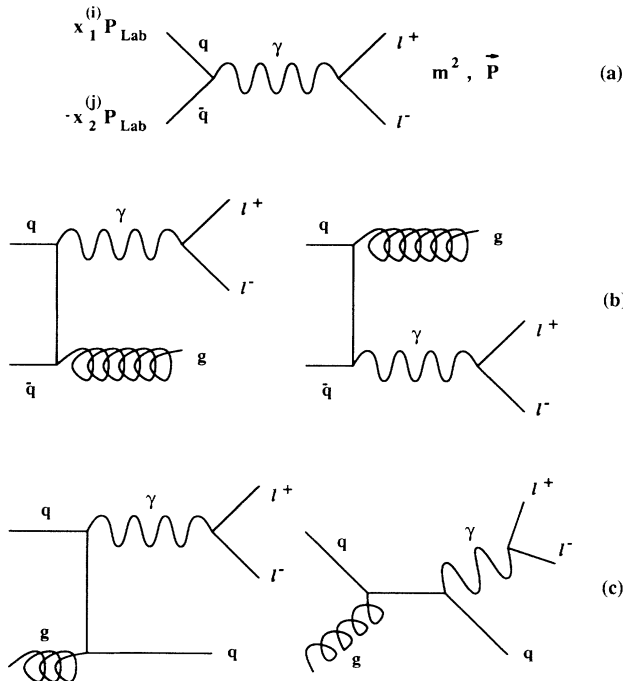 x₁⁽ⁱ⁾ P_Lab q γ l⁺
m², P⃗ (a)
-x₂⁽ʲ⁾ P_Lab q̄ l⁻
q γ l⁺ q g
l⁻ (b)
g γ l⁺
q̄ q̄ l⁻
q γ l⁺ l⁺
l⁻ q γ l⁻
(c)
g q g q